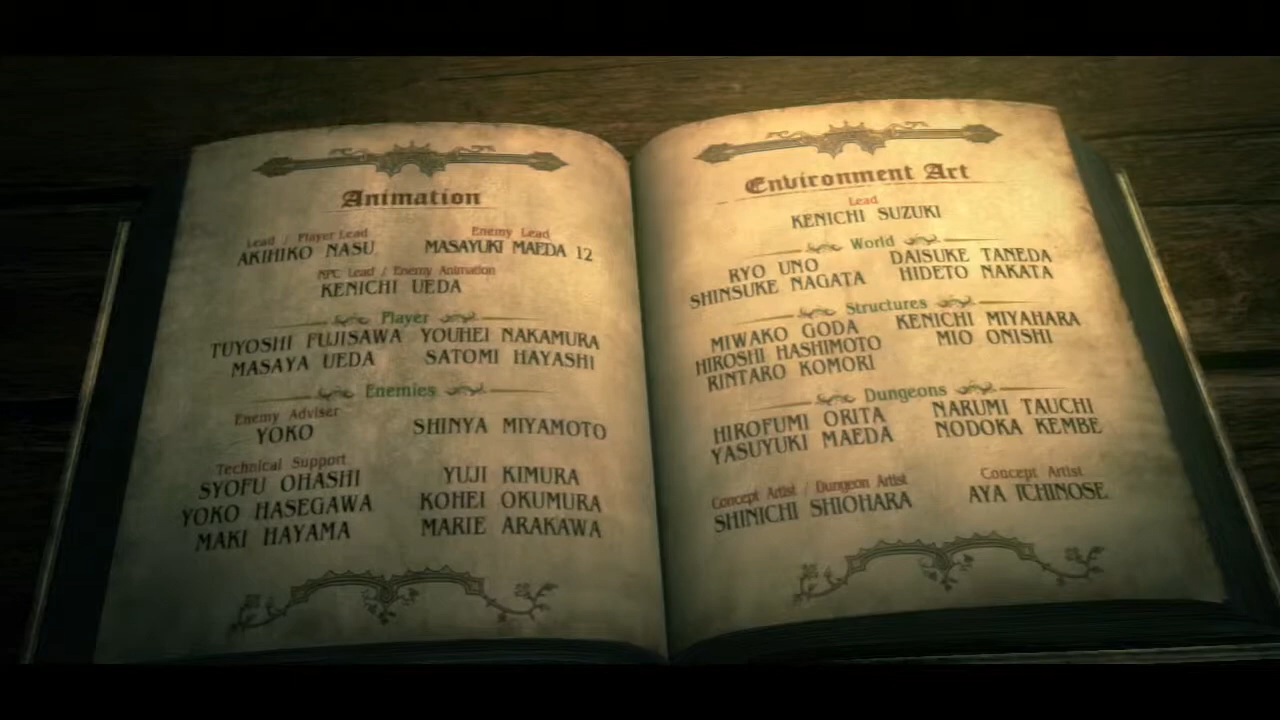 Animation
Lead / Player Lead
AKIHIKO NASU
Enemy Lead
MASAYUKI MAEDA 12
NPC Lead / Enemy Animation
KENICHI UEDA
Player
TUYOSHI FUJISAWA YOUHEI NAKAMURA
MASAYA UEDA SATOMI HAYASHI
Enemies
Enemy Adviser
YOKO
SHINYA MIYAMOTO
Technical Support
SYOFU OHASHI YUJI KIMURA
YOKO HASEGAWA KOHEI OKUMURA
MAKI HAYAMA MARIE ARAKAWA
Environment Art
Lead
KENICHI SUZUKI
World
RYO UNO DAISUKE TANEDA
SHINSUKE NAGATA HIDETO NAKATA
Structures
MIWAKO GODA KENICHI MIYAHARA
HIROSHI HASHIMOTO MIO ONISHI
RINTARO KOMORI
Dungeons
HIROFUMI ORITA NARUMI TAUCHI
YASUYUKI MAEDA NODOKA KEMBE
Concept Artist / Dungeon Artist
SHINICHI SHIOHARA
Concept Artist
AYA ICHINOSE